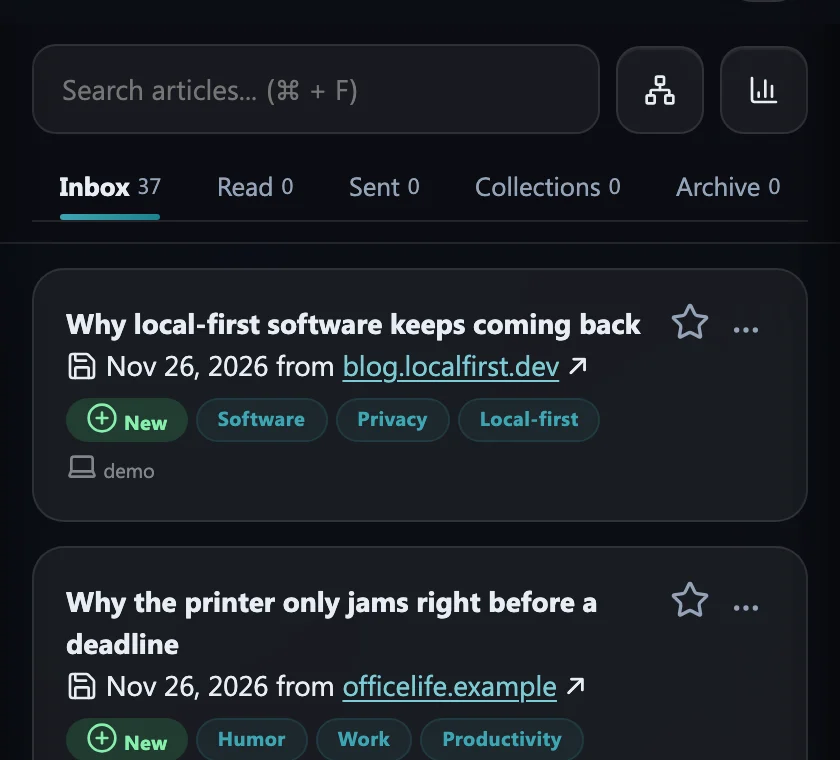 Search articles... (⌘ + F)
Inbox 37 Read 0 Sent 0 Collections 0 Archive 0
Why local-first software keeps coming back
Nov 26, 2026 from blog.localfirst.dev ↗
New Software Privacy Local-first
demo
Why the printer only jams right before a
deadline
Nov 26, 2026 from officelife.example ↗
New Humor Work Productivity